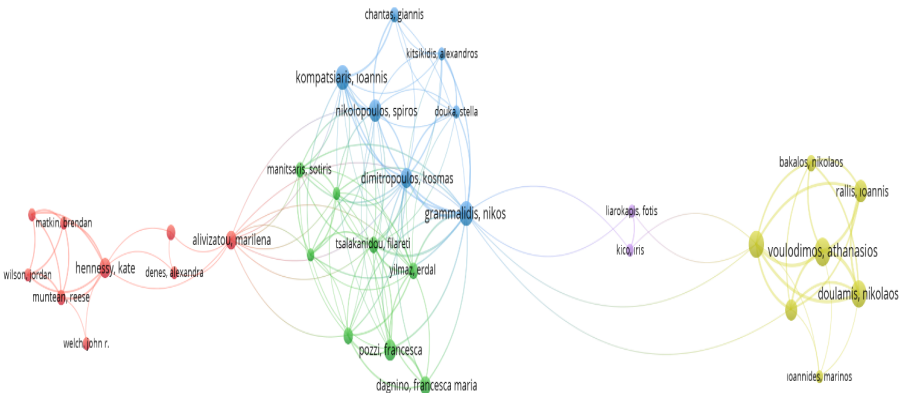 chantas, giannis
kitsikidis, alexandros
kompatsiaris, ioannis
nikolopoulos, spiros
douka, stella
manitsaris, sotiris
dimitropoulos, kosmas
bakalos, nikolaos
rallis, ioannis
matkin, brendan
grammalidis, nikos
liarokapis, fotis
alivizatou, marilena
tsalakanidou, filareti
kico, iris
voulodimos, athanasios
wilson, jordan
hennessy, kate
denes, alexandra
yilmaz, erdal
muntean, reese
doulamis, nikolaos
welch, john r.
pozzi, francesca
dagnino, francesca maria
ioannides, marinos